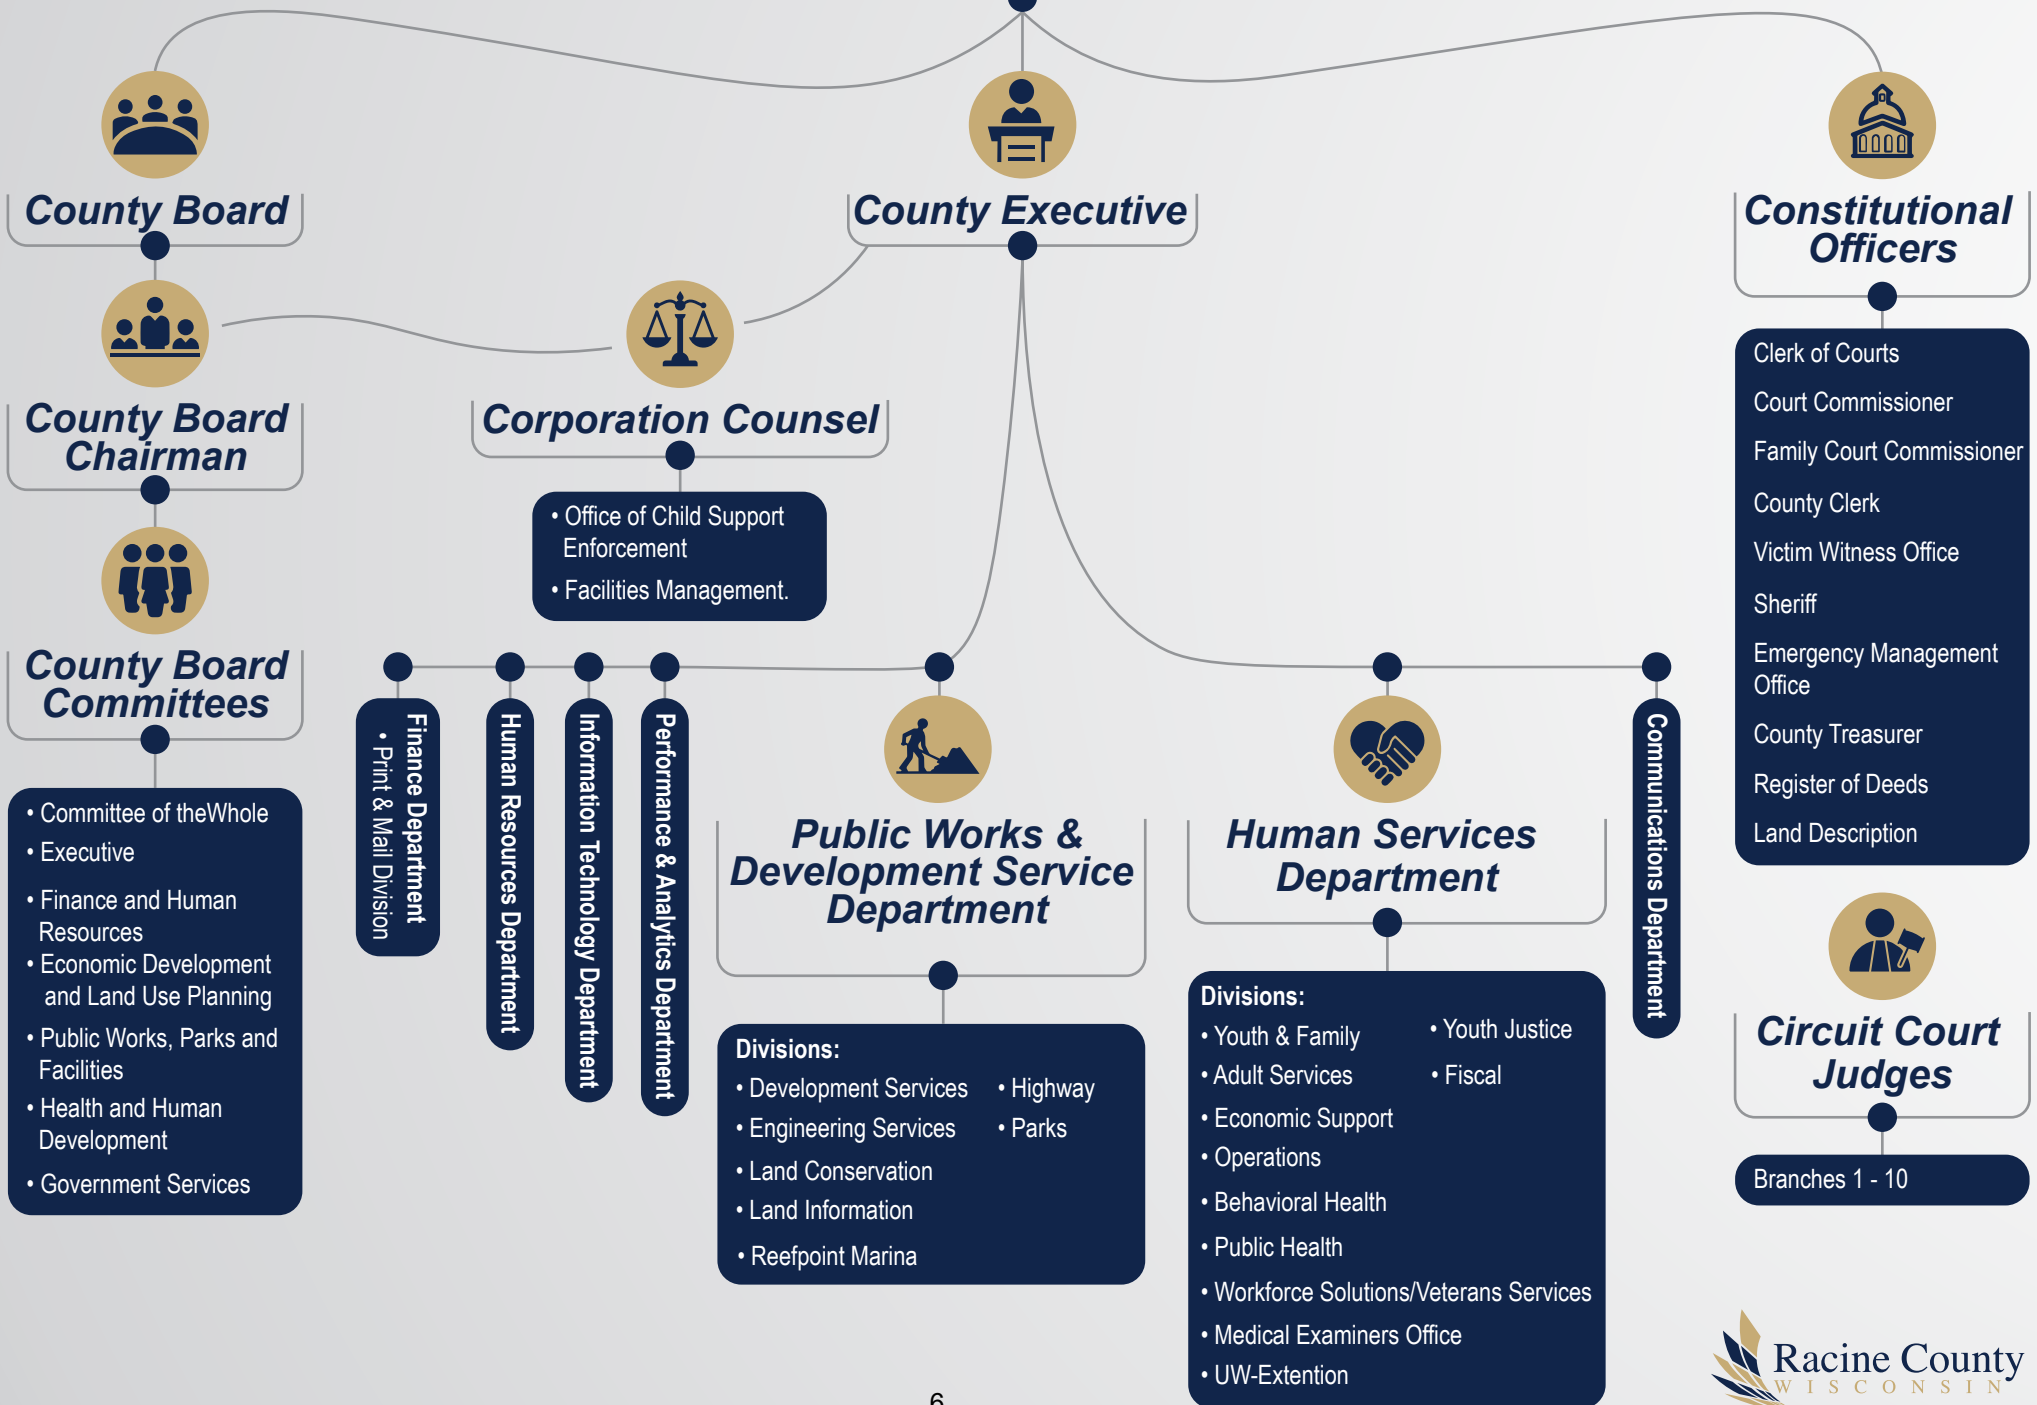 County Board
County Executive
Constitutional
Officers
County Board
Chairman
Corporation Counsel
• Office of Child Support
Enforcement
• Facilities Management.
County Board
Committees
• Committee of theWhole
• Executive
• Finance and Human
Resources
• Economic Development
and Land Use Planning
• Public Works, Parks and
Facilities
• Health and Human
Development
• Government Services
Finance Department
• Print & Mail Division
Human Resources Department
Information Technology Department
Performance & Analytics Department
Public Works &
Development Service
Department
Divisions:
• Development Services
• Engineering Services
• Land Conservation
• Land Information
• Reefpoint Marina
• Highway
• Parks
Human Services
Department
Divisions:
• Youth & Family
• Adult Services
• Economic Support
• Operations
• Behavioral Health
• Public Health
• Workforce Solutions/Veterans Services
• Medical Examiners Office
• UW-Extention
• Youth Justice
• Fiscal
Communications Department
Clerk of Courts
Court Commissioner
Family Court Commissioner
County Clerk
Victim Witness Office
Sheriff
Emergency Management
Office
County Treasurer
Register of Deeds
Land Description
Circuit Court
Judges
Branches 1 - 10
Racine County
WISCONSIN
6